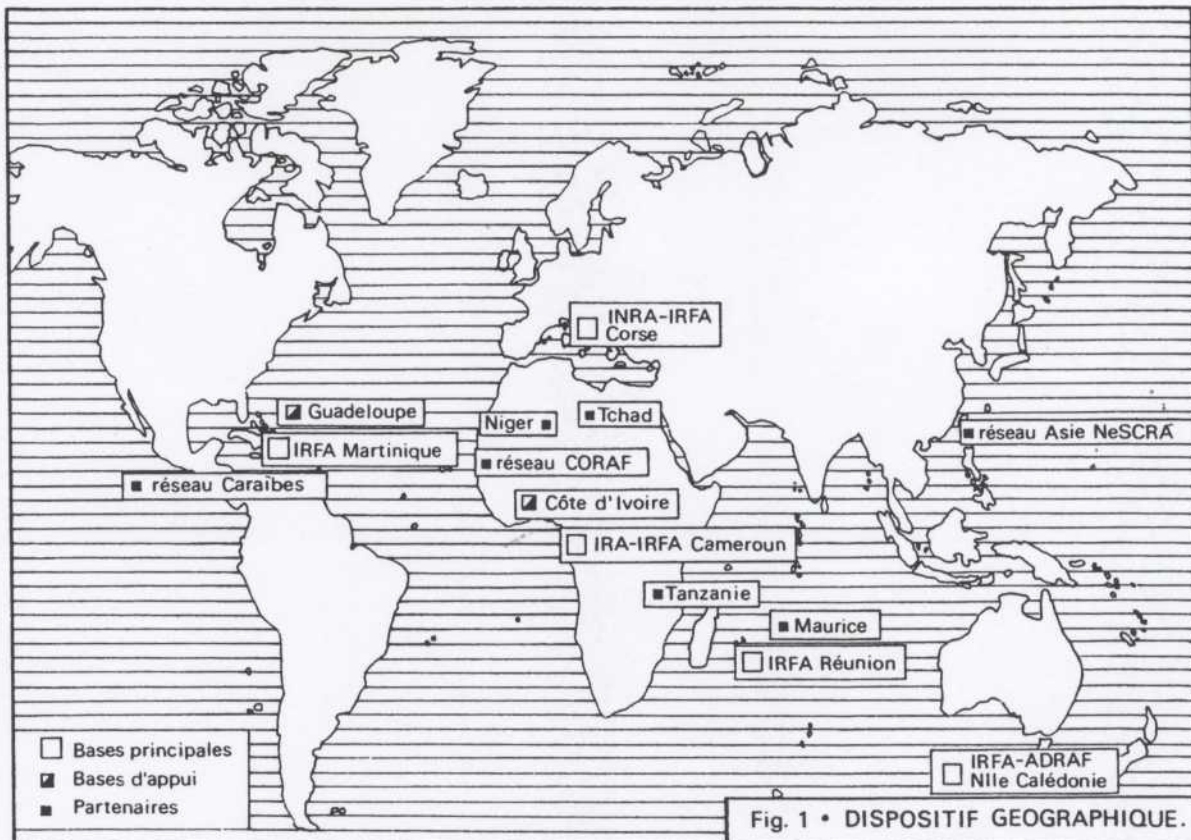 INRA-IRFA
Corse
Guadeloupe
Niger
Tchad
IRFA Martinique
réseau CORAF
réseau Asie NeSCRA
réseau Caraïbes
Côte d'Ivoire
IRA-IRFA Cameroun
Tanzanie
Maurice
IRFA Réunion
IRFA-ADRAF
Nlle Calédonie
Bases principales
Bases d'appui
Partenaires
Fig. 1 • DISPOSITIF GEOGRAPHIQUE.